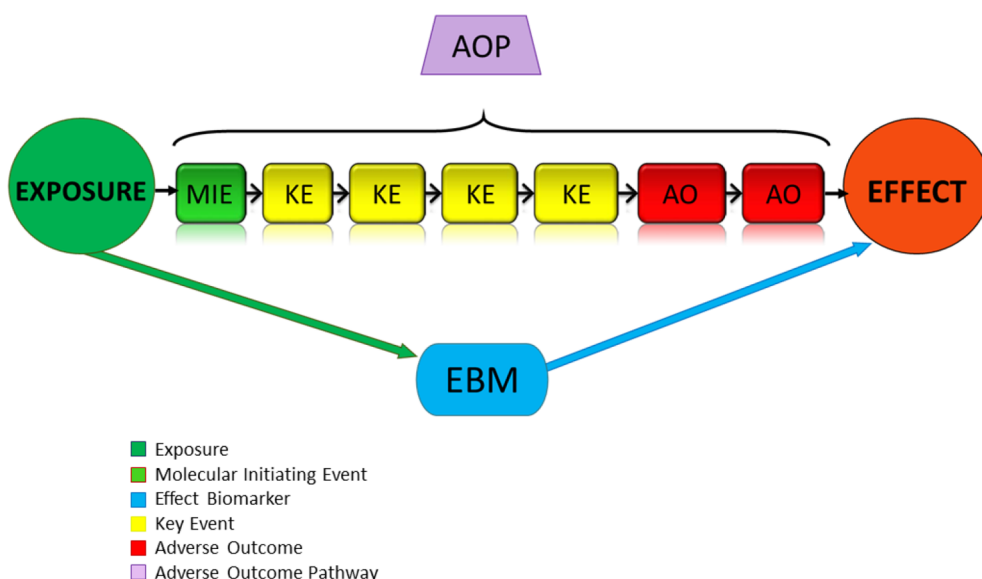 AOP
EXPOSURE
MIE
KE
KE
KE
KE
AO
AO
EFFECT
EBM
Exposure
Molecular Initiating Event
Effect Biomarker
Key Event
Adverse Outcome
Adverse Outcome Pathway